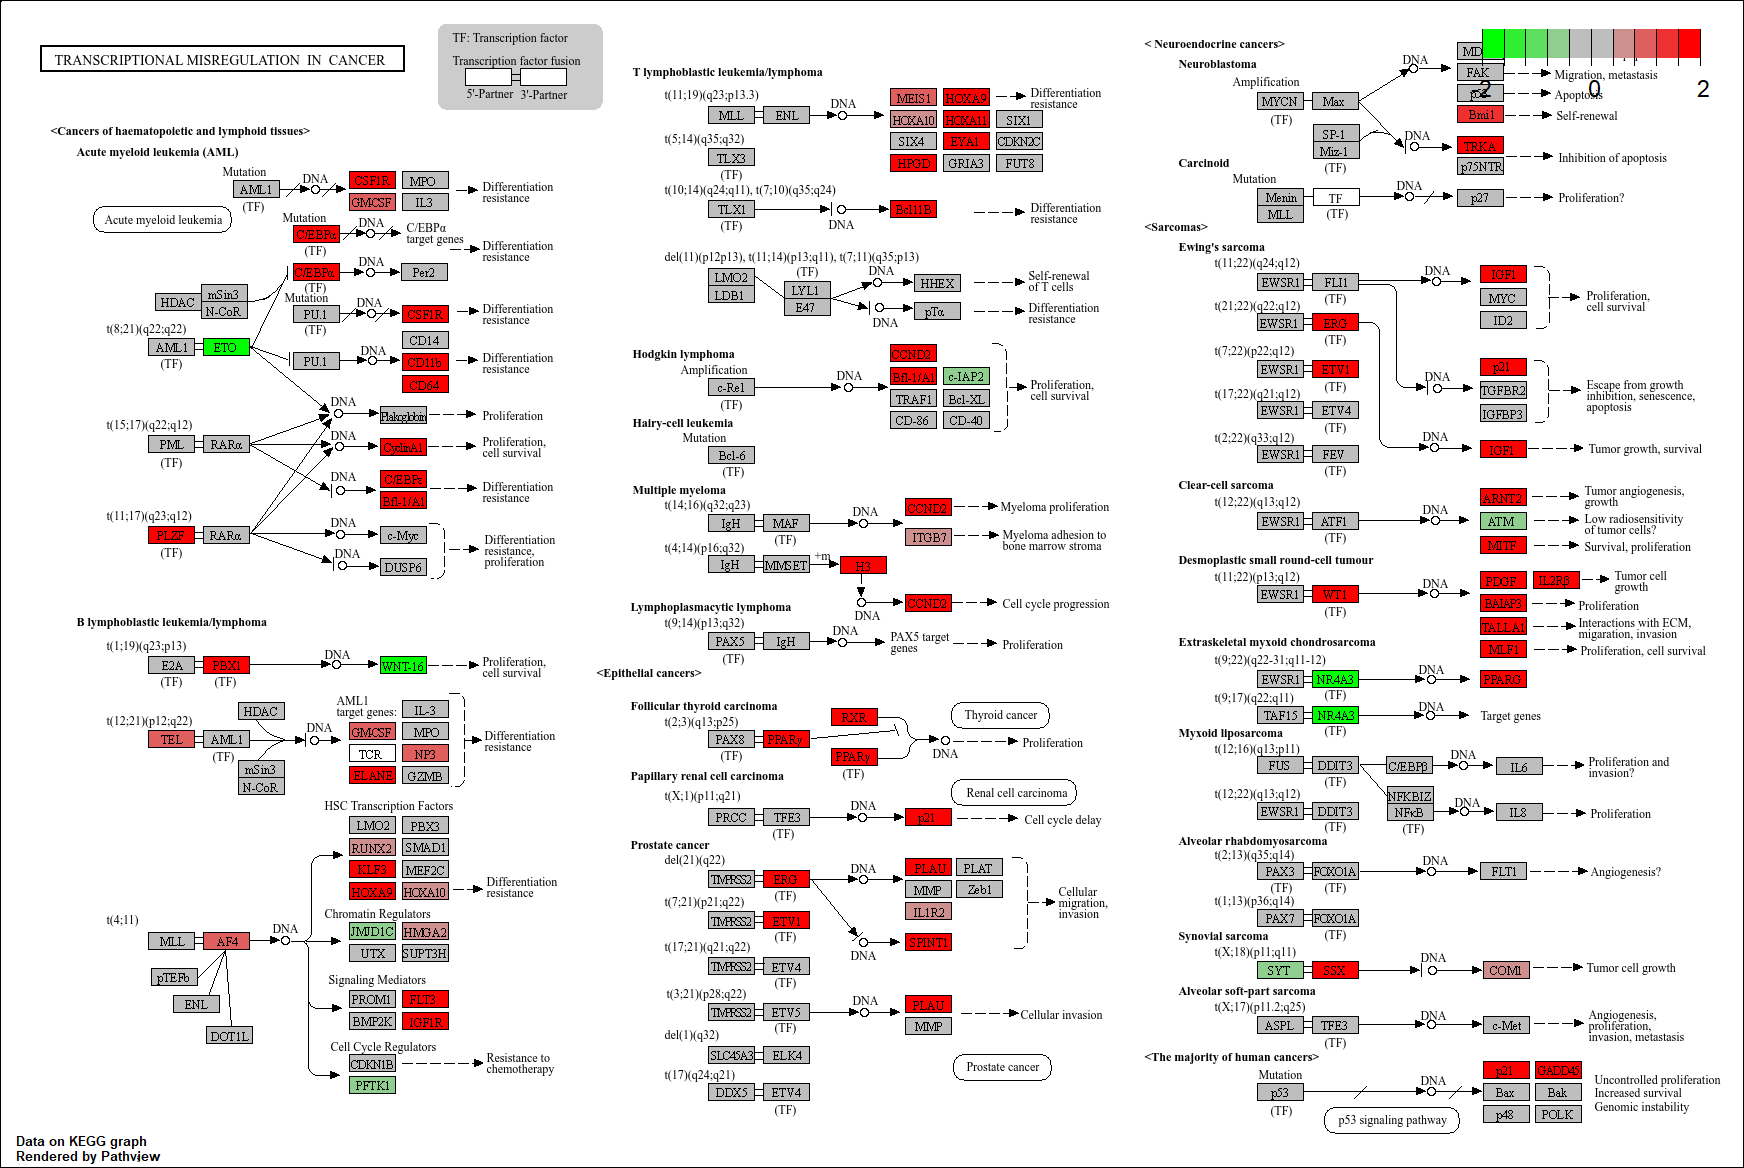 TRANSCRIPTIONAL MISREGULATION IN CANCER
TF: Transcription factor
Transcription factor fusion
5'-Partner 3'-Partner
<Cancers of haematopoietic and lymphoid tissues>
Acute myeloid leukemia (AML)
Mutation
AML1
(TF)
DNA
CSF1R MPO
GMCSF IL3
Differentiation
resistance
Acute myeloid leukemia
Mutation
C/EBPα
(TF)
DNA
C/EBPα
target genes
Differentiation
resistance
C/EBPα
(TF)
DNA
Per2
HDAC
mSin3
N-CoR
Mutation
PU.1
(TF)
DNA
CSF1R
Differentiation
resistance
t(8;21)(q22;q22)
AML1 ETO
(TF)
PU.1
DNA
CD14
CD11b
CD64
Differentiation
resistance
DNA
Plakoglobin
Proliferation
t(15;17)(q22;q12)
PML RARα
(TF)
DNA
CyclinA1
Proliferation,
cell survival
DNA
C/EBPε
Bfl-1/A1
Differentiation
resistance
t(11;17)(q23;q12)
PLZF RARα
(TF)
DNA
c-Myc
DNA
DUSP6
Differentiation
resistance,
proliferation
B lymphoblastic leukemia/lymphoma
t(1;19)(q23;p13)
E2A PBX1
(TF) (TF)
DNA
WNT-16
Proliferation,
cell survival
t(12;21)(p12;q22)
TEL AML1
(TF)
HDAC
mSin3
N-CoR
DNA
AML1
target genes:
IL-3
GMCSF MPO
TCR NP3
ELANE GZMB
Differentiation
resistance
HSC Transcription Factors
LMO2 PBX3
RUNX2 SMAD1
KLF3 MEF2C
HOXA9 HOXA10
Differentiation
resistance
t(4;11)
MLL AF4
DNA
pTEFb
ENL
DOT1L
Chromatin Regulators
JMJD1C HMGA2
UTX SUPT3H
Signaling Mediators
PROM1 FLT3
BMP2K IGF1R
Cell Cycle Regulators
CDKN1B
PFTK1
Resistance to
chemotherapy
T lymphoblastic leukemia/lymphoma
t(11;19)(q23;p13.3)
MLL ENL
DNA
MEIS1 HOXA9
HOXA10 HOXA11 SIX1
SIX4 EYA1 CDKN2C
HPGD GRIA3 FUT8
Differentiation
resistance
t(5;14)(q35;q32)
TLX3
(TF)
t(10;14)(q24;q11), t(7;10)(q35;q24)
TLX1
(TF)
DNA
Bcl11B
Differentiation
resistance
del(11)(p12p13), t(11;14)(p13;q11), t(7;11)(q35;p13)
(TF)
LMO2
LDB1
LYL1
E47
DNA
HHEX
Self-renewal
of T cells
DNA
pTα
Differentiation
resistance
Hodgkin lymphoma
Amplification
c-Rel
(TF)
DNA
CCND2
Bfl-1/A1 c-IAP2
TRAF1 Bcl-XL
CD-86 CD-40
Proliferation,
cell survival
Hairy-cell leukemia
Mutation
Bcl-6
(TF)
Multiple myeloma
t(14;16)(q32;q23)
IgH MAF
(TF)
DNA
CCND2
Myeloma proliferation
ITGB7
Myeloma adhesion to
bone marrow stroma
t(4;14)(p16;q32)
IgH MMSET
+m
H3
DNA
CCND2
Cell cycle progression
Lymphoplasmacytic lymphoma
t(9;14)(p13;q32)
PAX5 IgH
(TF)
DNA
PAX5 target
genes
Proliferation
<Epithelial cancers>
Follicular thyroid carcinoma
t(2;3)(q13;p25)
PAX8 PPARγ
(TF)
RXR
PPARγ
(TF)
DNA
Thyroid cancer
Proliferation
Papillary renal cell carcinoma
t(X;1)(p11;q21)
PRCC TFE3
(TF)
DNA
p21
Renal cell carcinoma
Cell cycle delay
Prostate cancer
del(21)(q22)
TMPRSS2 ERG
(TF)
DNA
PLAU PLAT
MMP Zeb1
IL1R2
Cellular
migration,
invasion
t(7;21)(p21;q22)
TMPRSS2 ETV1
(TF)
DNA
SPINT1
t(17;21)(q21;q22)
TMPRSS2 ETV4
(TF)
t(3;21)(p28;q22)
TMPRSS2 ETV5
(TF)
DNA
PLAU
MMP
Cellular invasion
del(1)(q32)
SLC45A3 ELK4
t(17)(q24;q21)
DDX5 ETV4
(TF)
Prostate cancer
<Neuroendocrine cancers>
Neuroblastoma
Amplification
MYCN Max
(TF)
SP-1
Miz-1
DNA
FAK
Migration, metastasis
Apoptosis
Bmi1
Self-renewal
DNA
TRKA
p75NTR
Inhibition of apoptosis
-2 0 2
Carcinoid
Mutation
Menin
MLL
TF
(TF)
DNA
p27
Proliferation?
<Sarcomas>
Ewing's sarcoma
t(11;22)(q24;q12)
EWSR1 FLI1
(TF)
DNA
IGF1
MYC
ID2
Proliferation,
cell survival
t(21;22)(q22;q12)
EWSR1 ERG
(TF)
t(7;22)(p22;q12)
EWSR1 ETV1
(TF)
DNA
p21
TGFBR2
IGFBP3
Escape from growth
inhibition, senescence,
apoptosis
t(17;22)(q21;q12)
EWSR1 ETV4
(TF)
t(2;22)(q33;q12)
EWSR1 FEV
(TF)
DNA
IGF1
Tumor growth, survival
Clear-cell sarcoma
t(12;22)(q13;q12)
EWSR1 ATF1
(TF)
DNA
ARNT2
Tumor angiogenesis,
growth
ATM
Low radiosensitivity
of tumor cells?
MITF
Survival, proliferation
Desmoplastic small round-cell tumour
t(11;22)(p13;q12)
EWSR1 WT1
(TF)
DNA
PDGF IL2Rβ
Tumor cell
growth
BAIAP3
Proliferation
TALLA1
Interactions with ECM,
migaration, invasion
MLF1
Proliferation, cell survival
Extraskeletal myxoid chondrosarcoma
t(9;22)(q22-31;q11-12)
EWSR1 NR4A3
(TF)
DNA
PPARG
t(9;17)(q22;q11)
TAF15 NR4A3
(TF)
DNA
Target genes
Myxoid liposarcoma
t(12;16)(q13;p11)
FUS DDIT3
(TF)
C/EBPβ
DNA
IL6
Proliferation and
invasion?
t(12;22)(q13;q12)
EWSR1 DDIT3
(TF)
NFKBIZ
NFκB
(TF)
DNA
IL8
Proliferation
Alveolar rhabdomyosarcoma
t(2;13)(q35;q14)
PAX3 FOXO1A
(TF) (TF)
DNA
FLT1
Angiogenesis?
t(1;13)(p36;q14)
PAX7 FOXO1A
(TF)
Synovial sarcoma
t(X;18)(p11;q11)
SYT SSX
(TF)
DNA
COM1
Tumor cell growth
Alveolar soft-part sarcoma
t(X;17)(p11.2;q25)
ASPL TFE3
(TF)
DNA
c-Met
Angiogenesis,
proliferation,
invasion, metastasis
<The majority of human cancers>
Mutation
p53
(TF)
DNA
p21 GADD45
Bax Bak
p48 POLK
Uncontrolled proliferation
Increased survival
Genomic instability
p53 signaling pathway
Data on KEGG graph
Rendered by Pathview